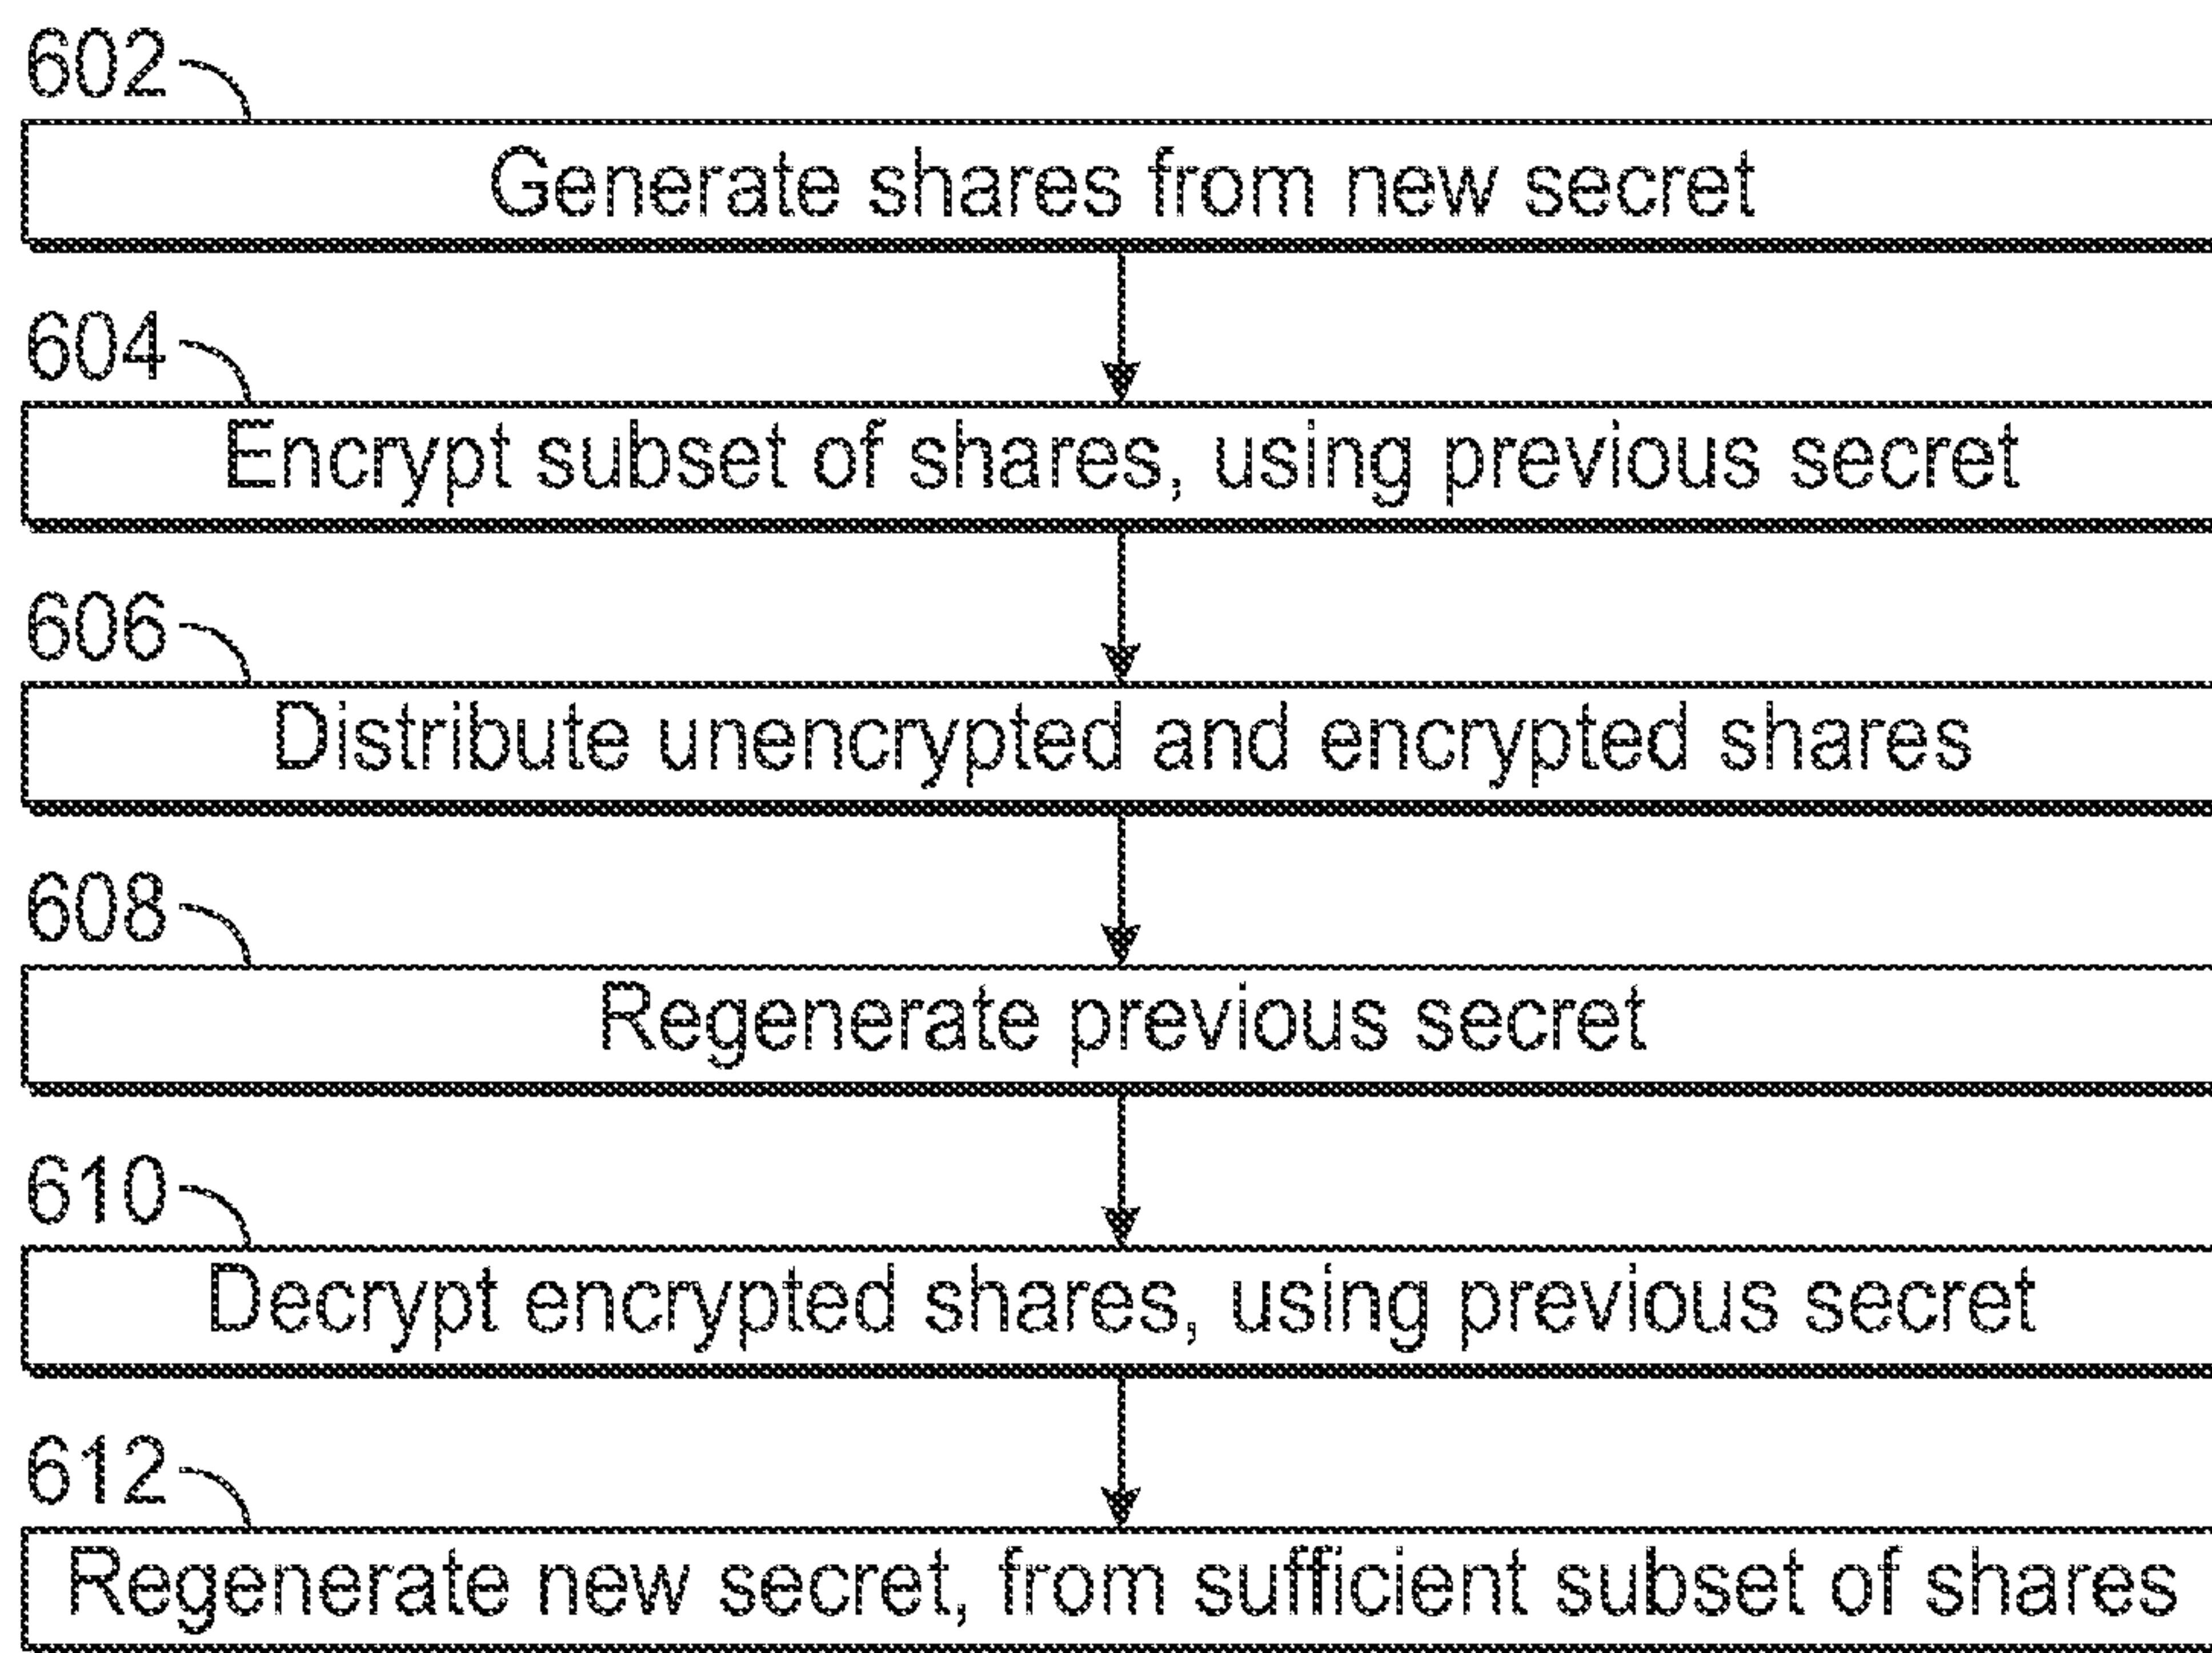 602
Generate shares from new secret
604
Encrypt subset of shares, using previous secret
606
Distribute unencrypted and encrypted shares
608
Regenerate previous secret
610
Decrypt encrypted shares, using previous secret
612
Regenerate new secret, from sufficient subset of shares